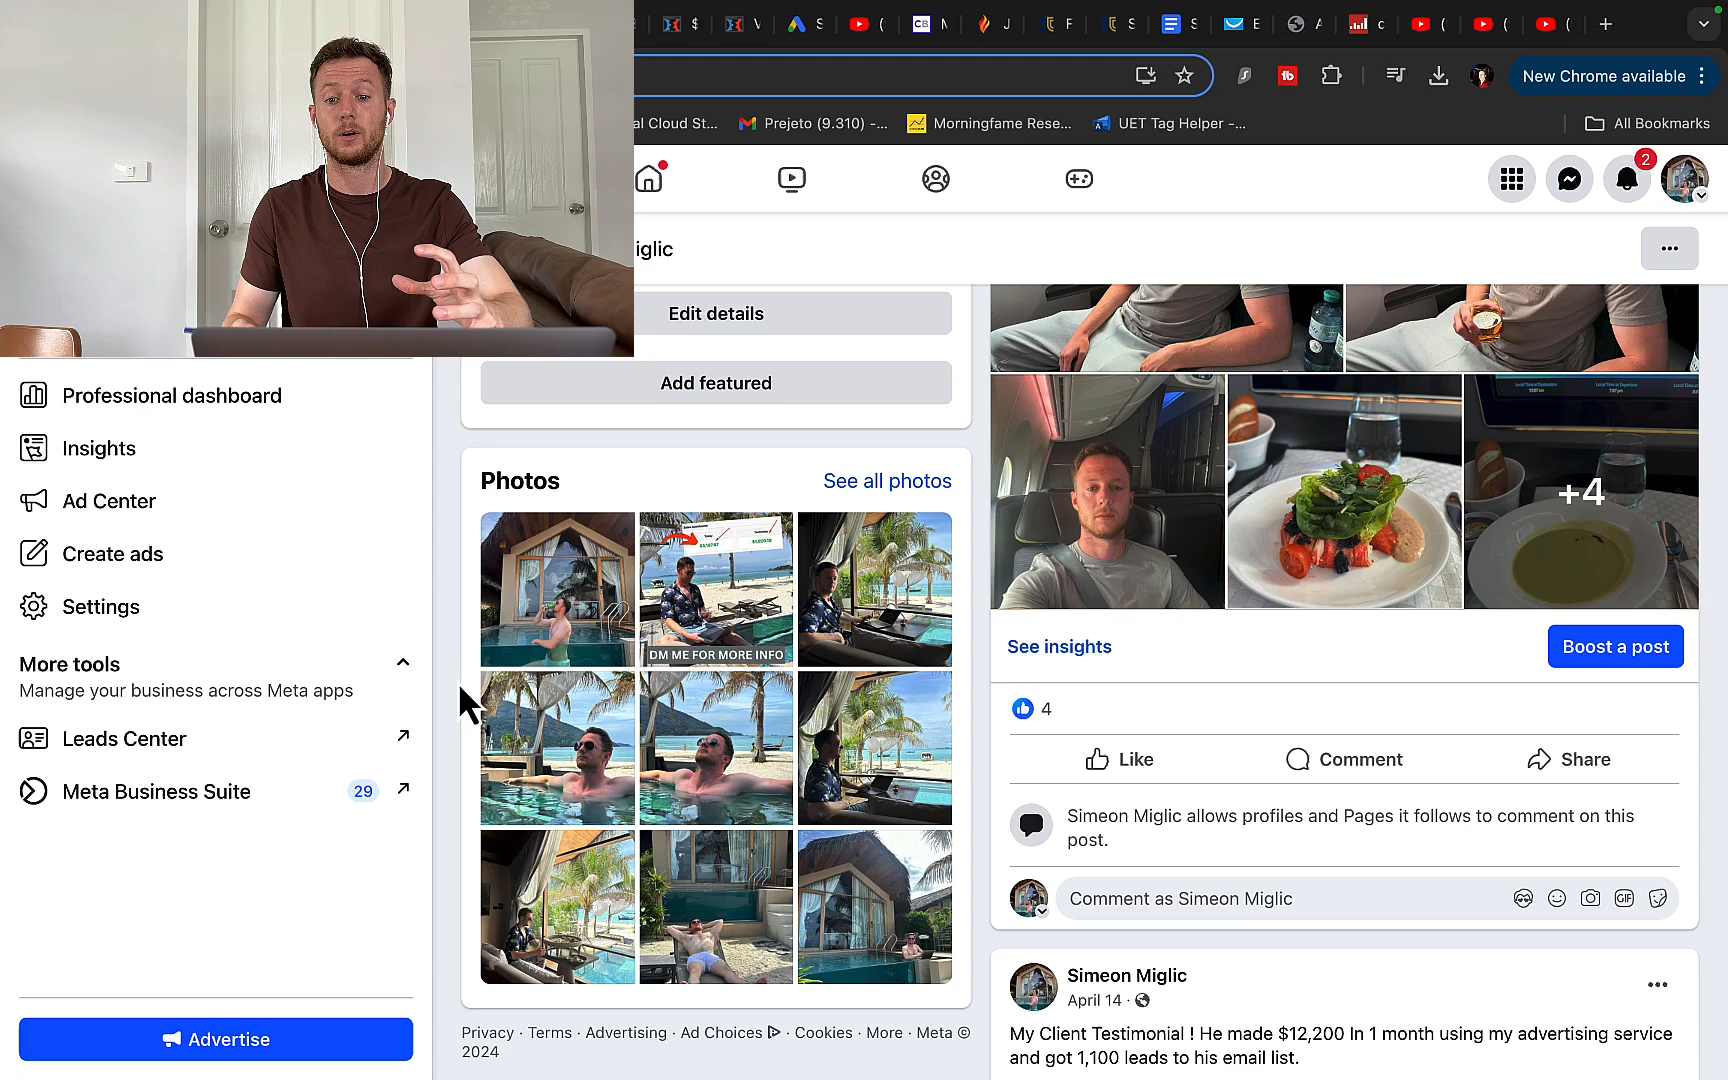 $
V
S
(
CB
M
J
F
S
S
E
A
c
(
(
(
tb
New Chrome available
al Cloud St...
Prejeto (9.310) -...
Morningfame Rese...
UET Tag Helper -...
All Bookmarks
2
iglic
Edit details
Add featured
Professional dashboard
Insights
Ad Center
Create ads
Settings
More tools
Manage your business across Meta apps
Leads Center
Meta Business Suite
29
Advertise
Photos
See all photos
Today
DM ME FOR MORE INFO
Privacy · Terms · Advertising · Ad Choices · Cookies · More · Meta ©
2024
+4
See insights
Boost a post
4
Like
Comment
Share
Simeon Miglic allows profiles and Pages it follows to comment on this
post.
Comment as Simeon Miglic
GIF
Simeon Miglic
April 14 ·
My Client Testimonial ! He made $12,200 In 1 month using my advertising service
and got 1,100 leads to his email list.